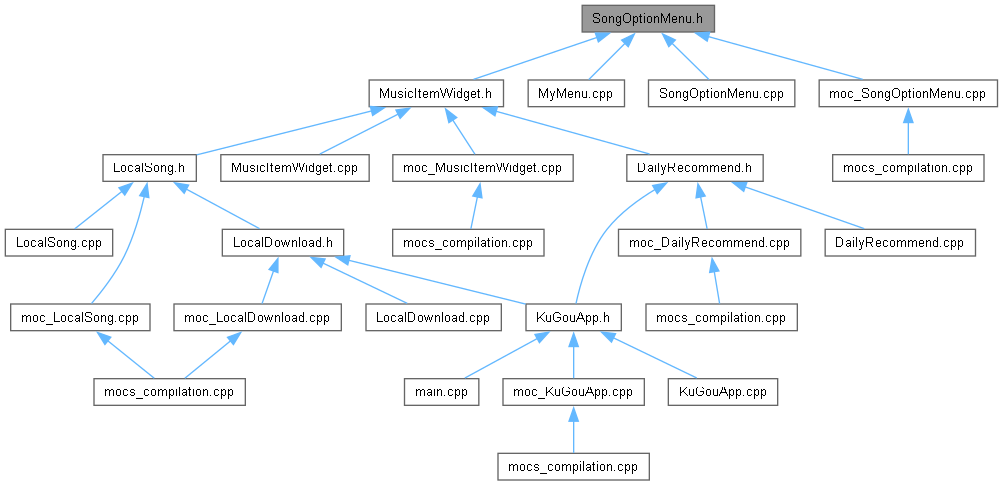 SongOptionMenu.h
MusicItemWidget.h
MyMenu.cpp
SongOptionMenu.cpp
moc_SongOptionMenu.cpp
LocalSong.h
MusicItemWidget.cpp
moc_MusicItemWidget.cpp
DailyRecommend.h
mocs_compilation.cpp
LocalSong.cpp
LocalDownload.h
mocs_compilation.cpp
moc_DailyRecommend.cpp
DailyRecommend.cpp
moc_LocalSong.cpp
moc_LocalDownload.cpp
LocalDownload.cpp
KuGouApp.h
mocs_compilation.cpp
mocs_compilation.cpp
main.cpp
moc_KuGouApp.cpp
KuGouApp.cpp
mocs_compilation.cpp